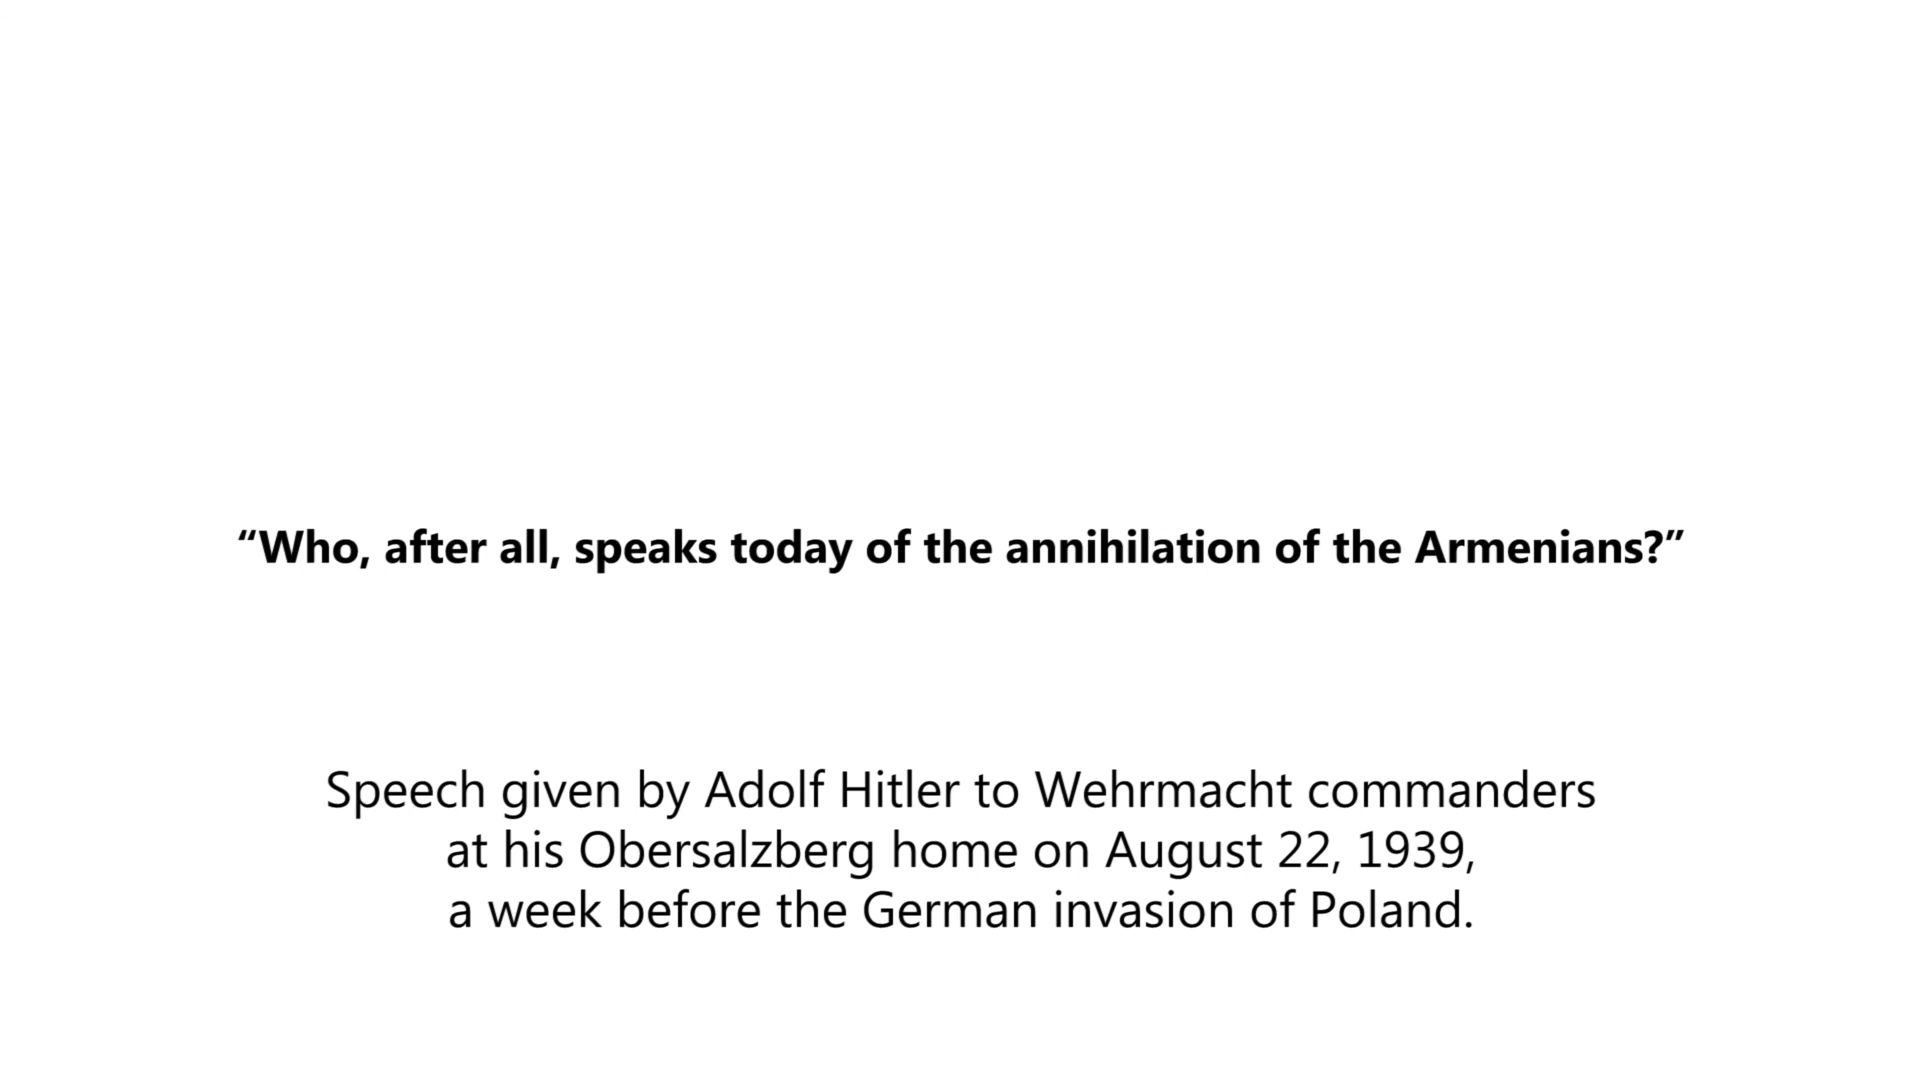 “Who, after all, speaks today of the annihilation of the Armenians?”
Speech given by Adolf Hitler to Wehrmacht commanders
at his Obersalzberg home on August 22, 1939,
a week before the German invasion of Poland.